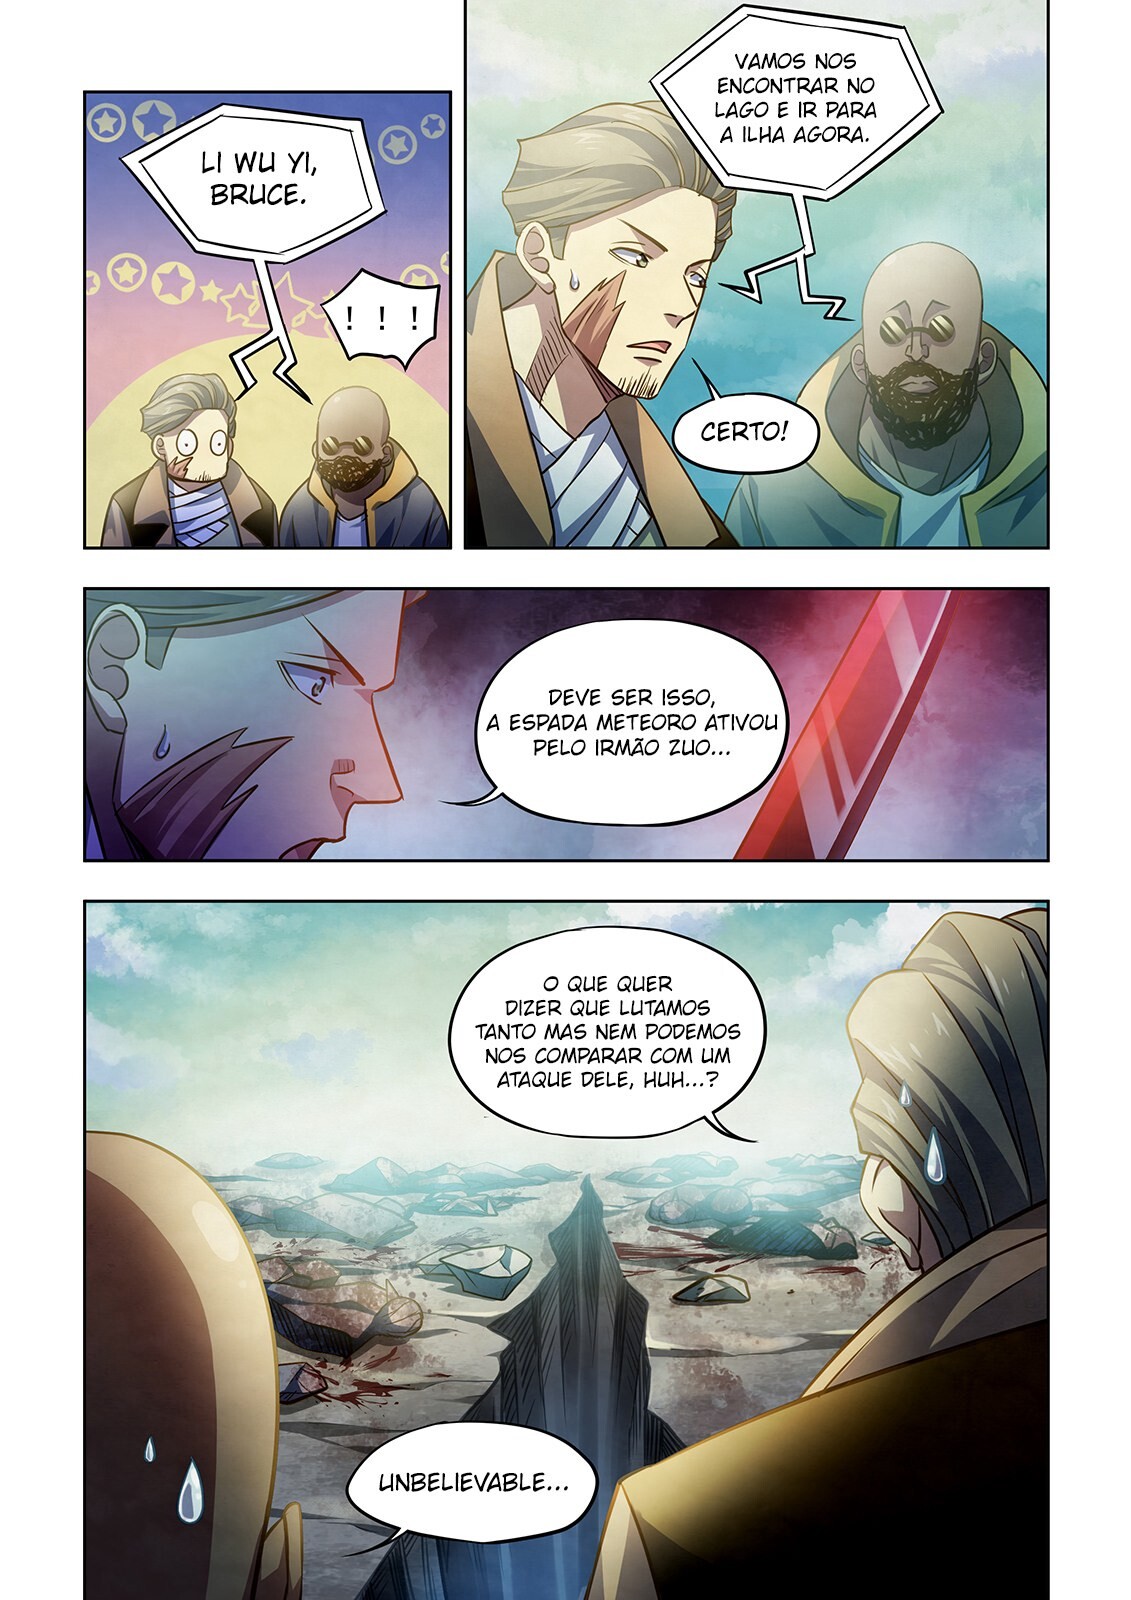 LI WU YI,
BRUCE.
! ! !
VAMOS NOS
ENCONTRAR NO
LAGO E IR PARA
A ILHA AGORA.
CERTO!
DEVE SER ISSO,
A ESPADA METEORO ATIVOU
PELO IRMÃO ZUO...
O QUE QUER
DIZER QUE LUTAMOS
TANTO MAS NEM PODEMOS
NOS COMPARAR COM UM
ATAQUE DELE, HUH...?
UNBELIEVABLE...